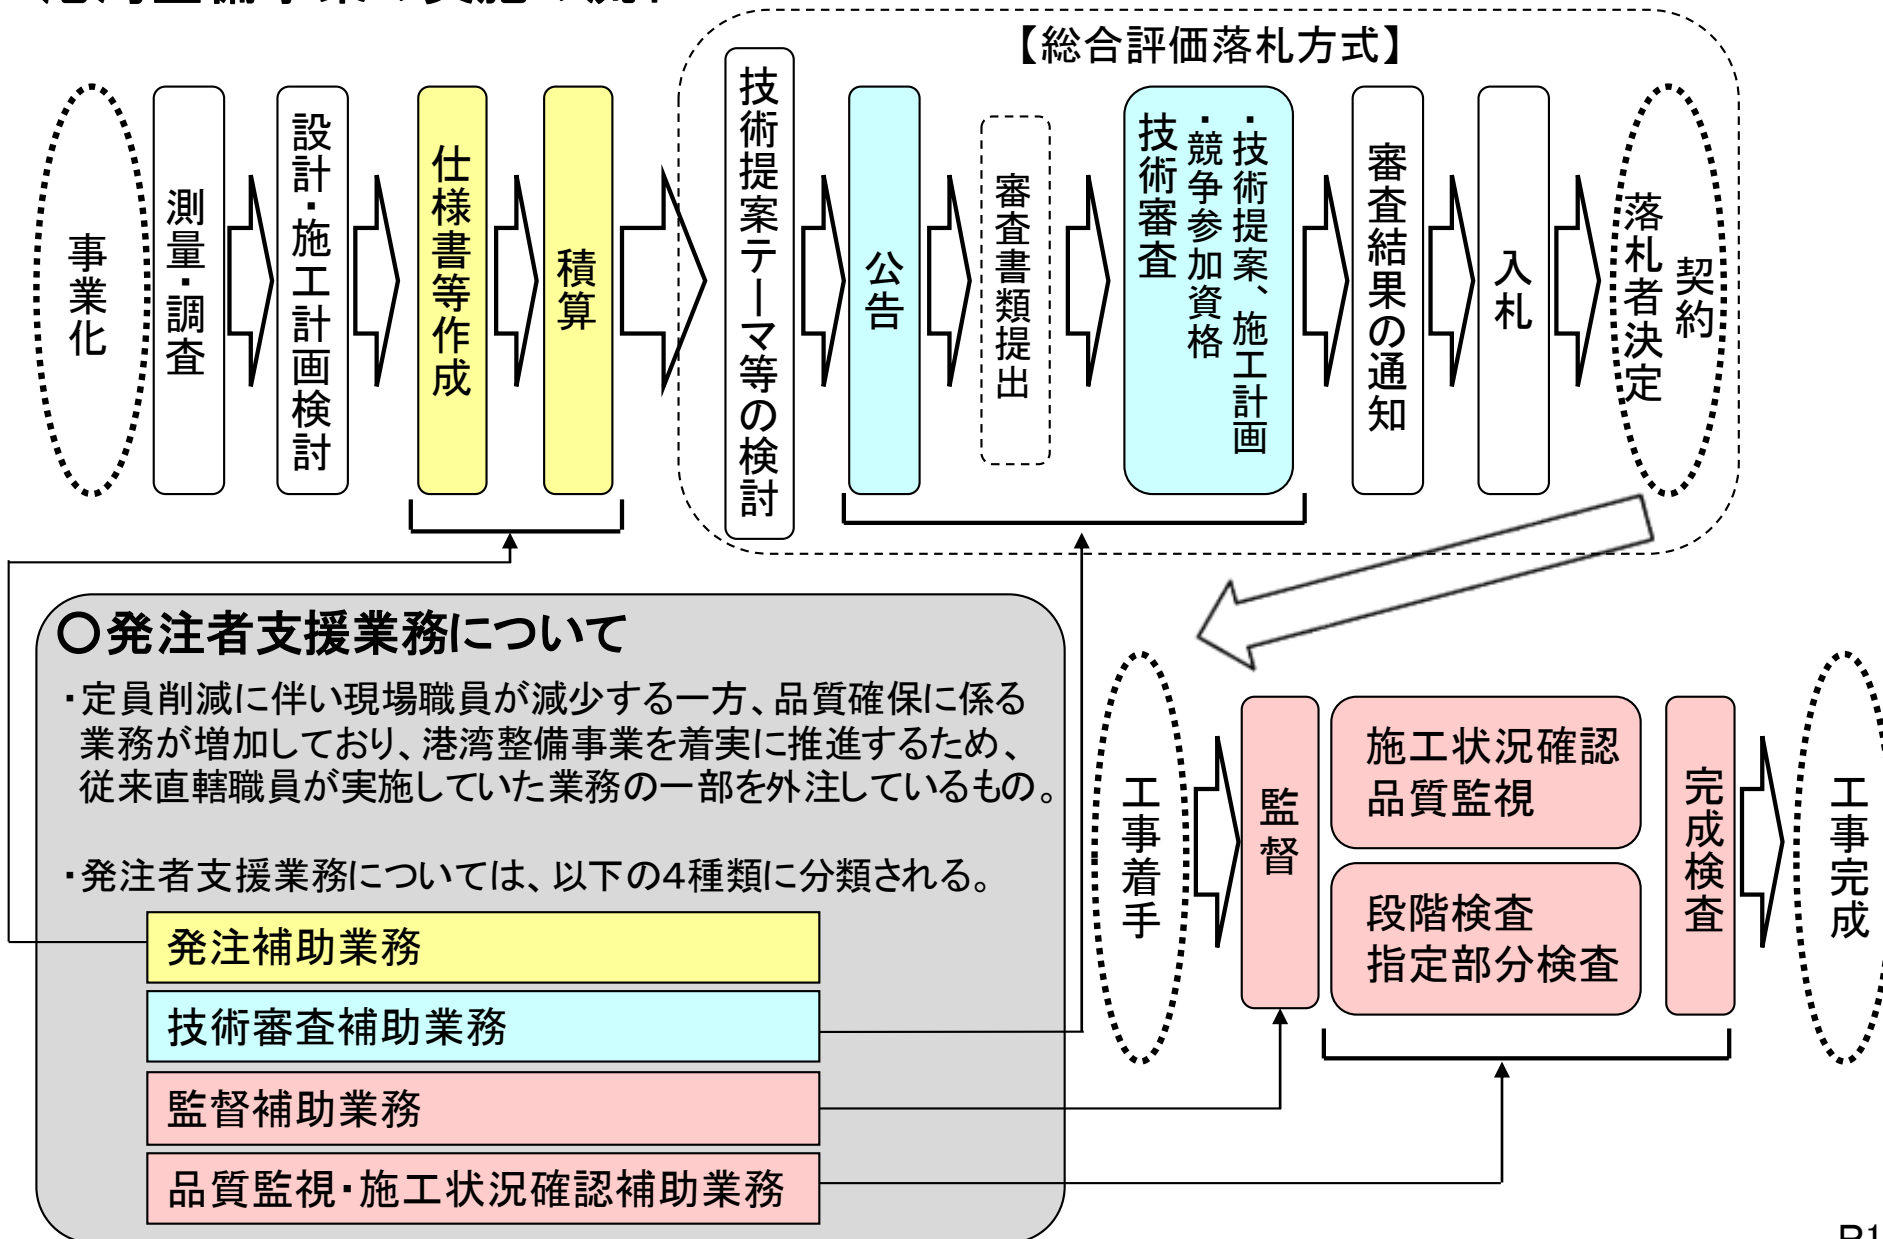 【総合評価落札方式】
事業化
測量・調査
設計・施工計画検討
仕様書等作成
積算
技術提案テーマ等の検討
公告
審査書類提出
技術審査
・競争参加資格
・技術提案、施工計画
審査結果の通知
入札
落札者決定
契約
○発注者支援業務について
・定員削減に伴い現場職員が減少する一方、品質確保に係る
業務が増加しており、港湾整備事業を着実に推進するため、
従来直轄職員が実施していた業務の一部を外注しているもの。
・発注者支援業務については、以下の4種類に分類される。
発注補助業務
技術審査補助業務
監督補助業務
品質監視・施工状況確認補助業務
工事着手
監督
施工状況確認
品質監視
段階検査
指定部分検査
完成検査
工事完成